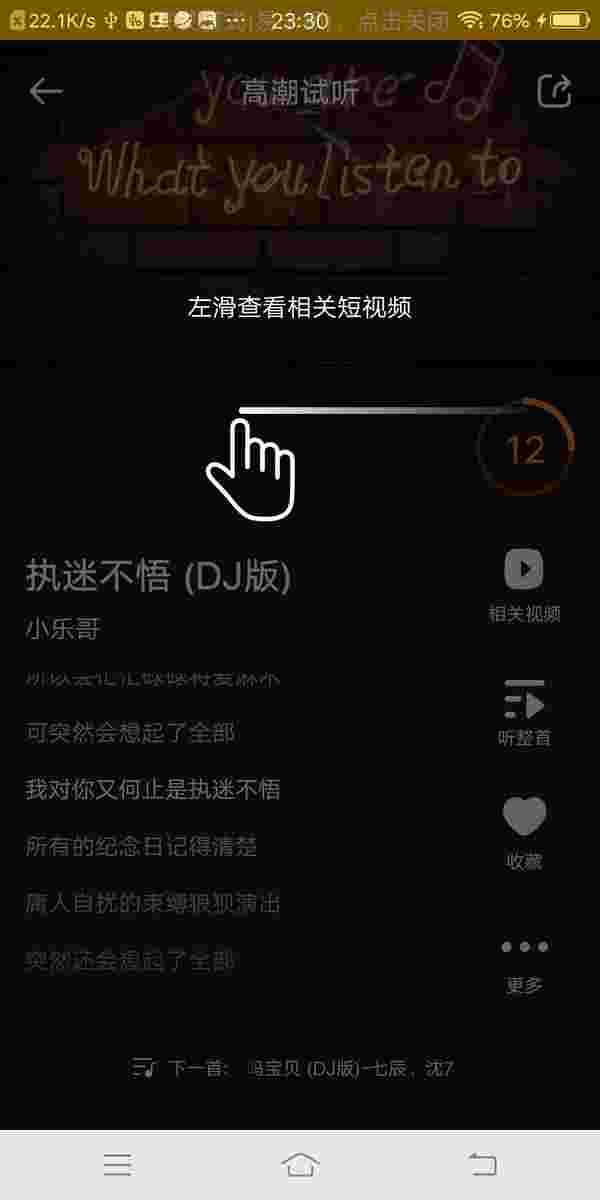 22.1K/s 23:30 ，点击关闭 76%
you are
高潮试听
What you listen to
左滑查看相关短视频
12
执迷不悟 (DJ版)
小乐哥
相关视频
可突然会想起了全部
听整首
我对你又何止是执迷不悟
所有的纪念日记得清楚
收藏
庸人自扰的束缚狼狈演出
突然还会想起了全部
更多
下一首: 吗宝贝 (DJ版)-七辰、沈7